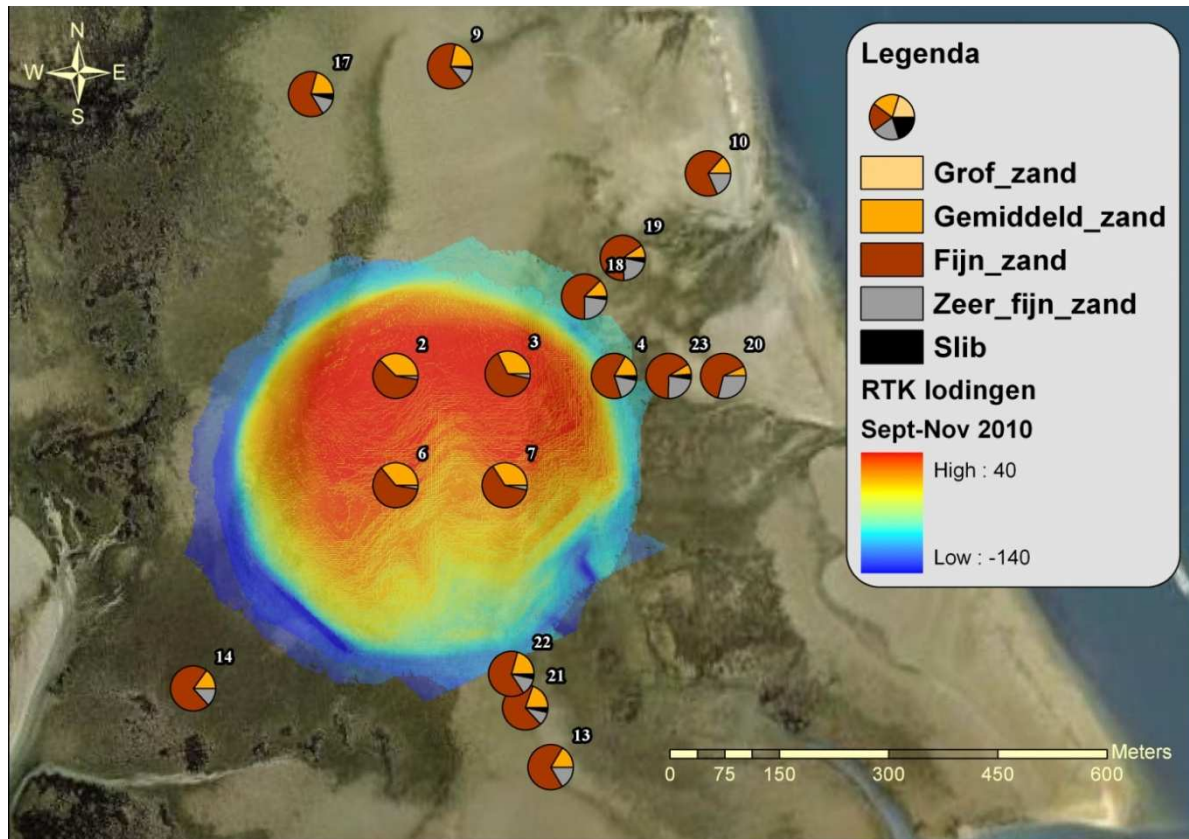 N
W E
S
17
9
10
19
18
2
3
4
23
20
6
7
14
22
21
13
Legenda
Grof_zand
Gemiddeld_zand
Fijn_zand
Zeer_fijn_zand
Slib
RTK lodingen
Sept-Nov 2010
High : 40
Low : -140
Meters
0 75 150 300 450 600